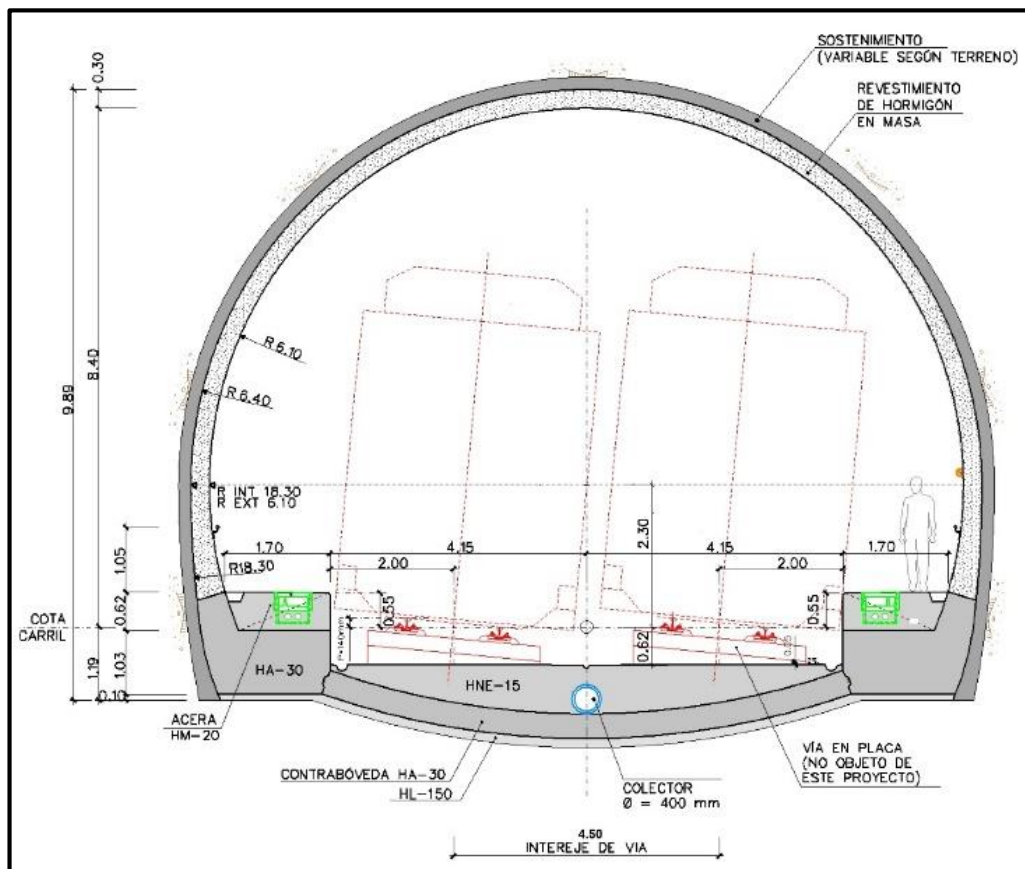 SOSTENIMIENTO
(VARIABLE SEGÚN TERRENO)
REVESTIMIENTO
DE HORMIGÓN
EN MASA
0.30
8.40
9.89
R 6.10
R 6.40
R INT 18.30
R EXT 6.10
2.30
1.70
4.15
4.15
1.70
R18.30
2.00
2.00
1.05
0.62
0.55
0.55
COTA
CARRIL
P=140mm
0.62
1.19
1.03
0.10
HA-30
HNE-15
ACERA
HM-20
CONTRABÓVEDA HA-30
HL-150
COLECTOR
Ø = 400 mm
VÍA EN PLACA
(NO OBJETO DE
ESTE PROYECTO)
4.50
INTEREJE DE VIA